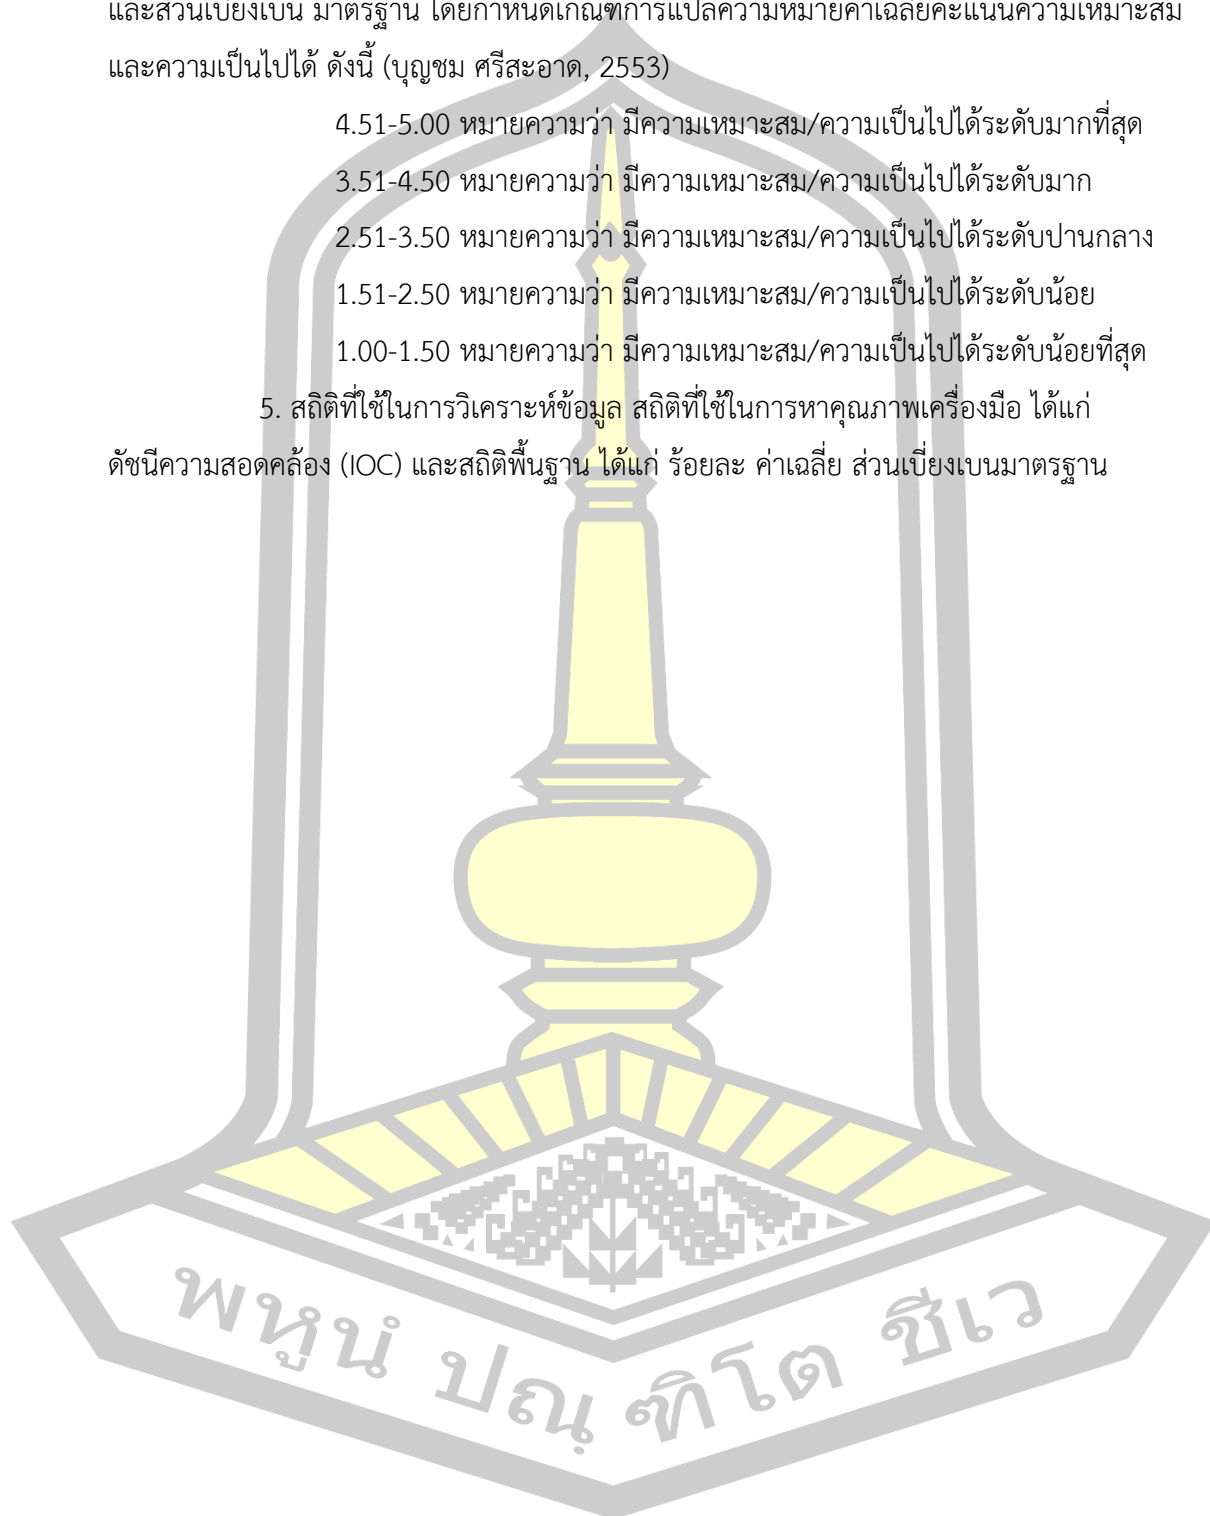 และส่วนเบี่ยงเบน มาตรฐาน โดยกำหนดเกณฑ์การแปลความหมายค่าเฉลี่ยคะแนนความเหมาะสม
และความเป็นไปได้ ดังนี้ (บุญชม ศรีสะอาด, 2553)
4.51-5.00 หมายความว่า มีความเหมาะสม/ความเป็นไปได้ระดับมากที่สุด
3.51-4.50 หมายความว่า มีความเหมาะสม/ความเป็นไปได้ระดับมาก
2.51-3.50 หมายความว่า มีความเหมาะสม/ความเป็นไปได้ระดับปานกลาง
1.51-2.50 หมายความว่า มีความเหมาะสม/ความเป็นไปได้ระดับน้อย
1.00-1.50 หมายความว่า มีความเหมาะสม/ความเป็นไปได้ระดับน้อยที่สุด
5. สถิติที่ใช้ในการวิเคราะห์ข้อมูล สถิติที่ใช้ในการหาคุณภาพเครื่องมือ ได้แก่
ดัชนีความสอดคล้อง (IOC) และสถิติพื้นฐาน ได้แก่ ร้อยละ ค่าเฉลี่ย ส่วนเบี่ยงเบนมาตรฐาน
พหูนํ ปณฺ ฑิโต ชีเว